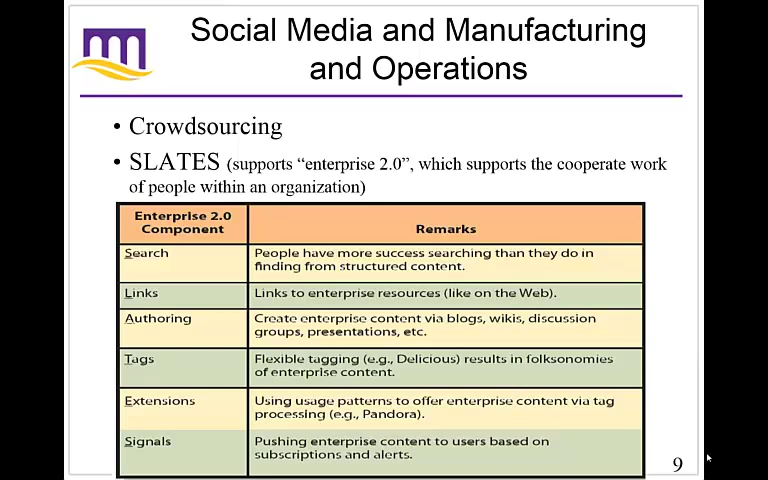 Social Media and Manufacturing
and Operations
• Crowdsourcing
• SLATES (supports “enterprise 2.0”, which supports the cooperate work
of people within an organization)
Enterprise 2.0
Component
Remarks
Search
People have more success searching than they do in
finding from structured content.
Links
Links to enterprise resources (like on the Web).
Authoring
Create enterprise content via blogs, wikis, discussion
groups, presentations, etc.
Tags
Flexible tagging (e.g., Delicious) results in folksonomies
of enterprise content.
Extensions
Using usage patterns to offer enterprise content via tag
processing (e.g., Pandora).
Signals
Pushing enterprise content to users based on
subscriptions and alerts.
9